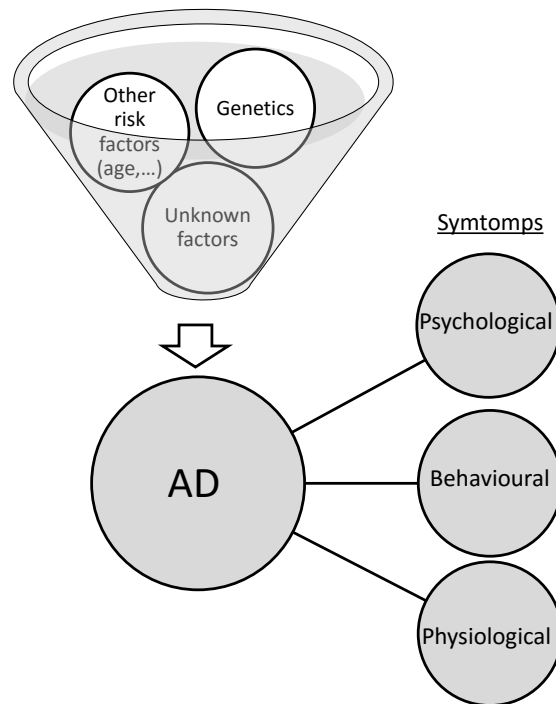 Other
risk
factors
(age,...)
Genetics
Unknown
factors
Symtomps
Psychological
AD
Behavioural
Physiological